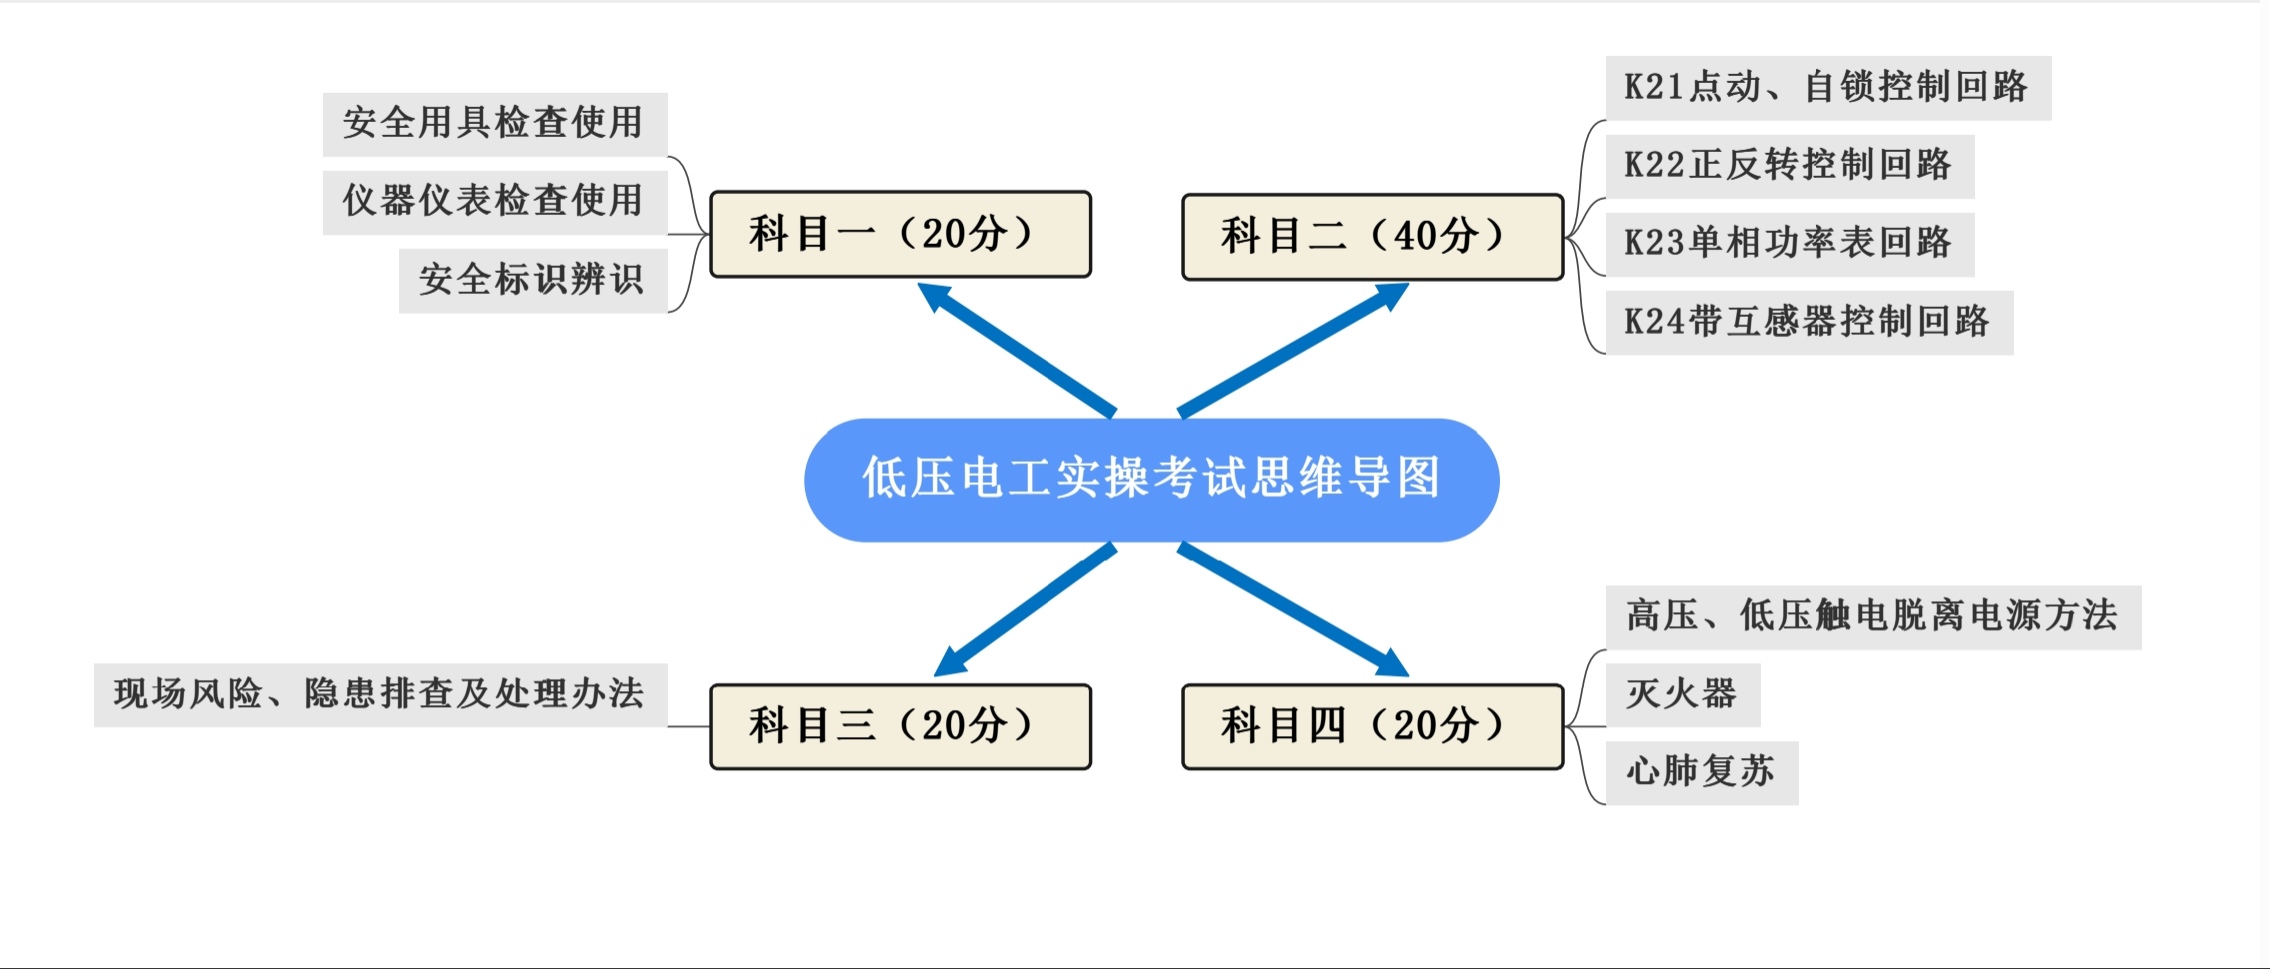 安全用具检查使用
仪器仪表检查使用
安全标识辨识
科目一（20分）
科目二（40分）
K21点动、自锁控制回路
K22正反转控制回路
K23单相功率表回路
K24带互感器控制回路
低压电工实操考试思维导图
现场风险、隐患排查及处理办法
科目三（20分）
科目四（20分）
高压、低压触电脱离电源方法
灭火器
心肺复苏